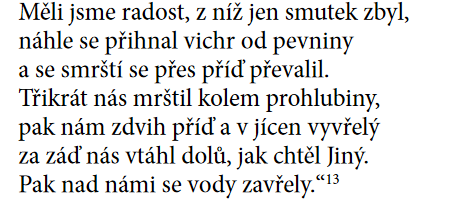 Měli jsme radost, z níž jen smutek zbyl,
náhle se přihnal vichr od pevniny
a se smrští se přes příď převalil.
Třikrát nás mrštil kolem prohlubiny,
pak nám zdvih příď a v jícen vyvřelý
za záď nás vtáhl dolů, jak chtěl Jiný.
Pak nad námi se vody zavřely.“¹³